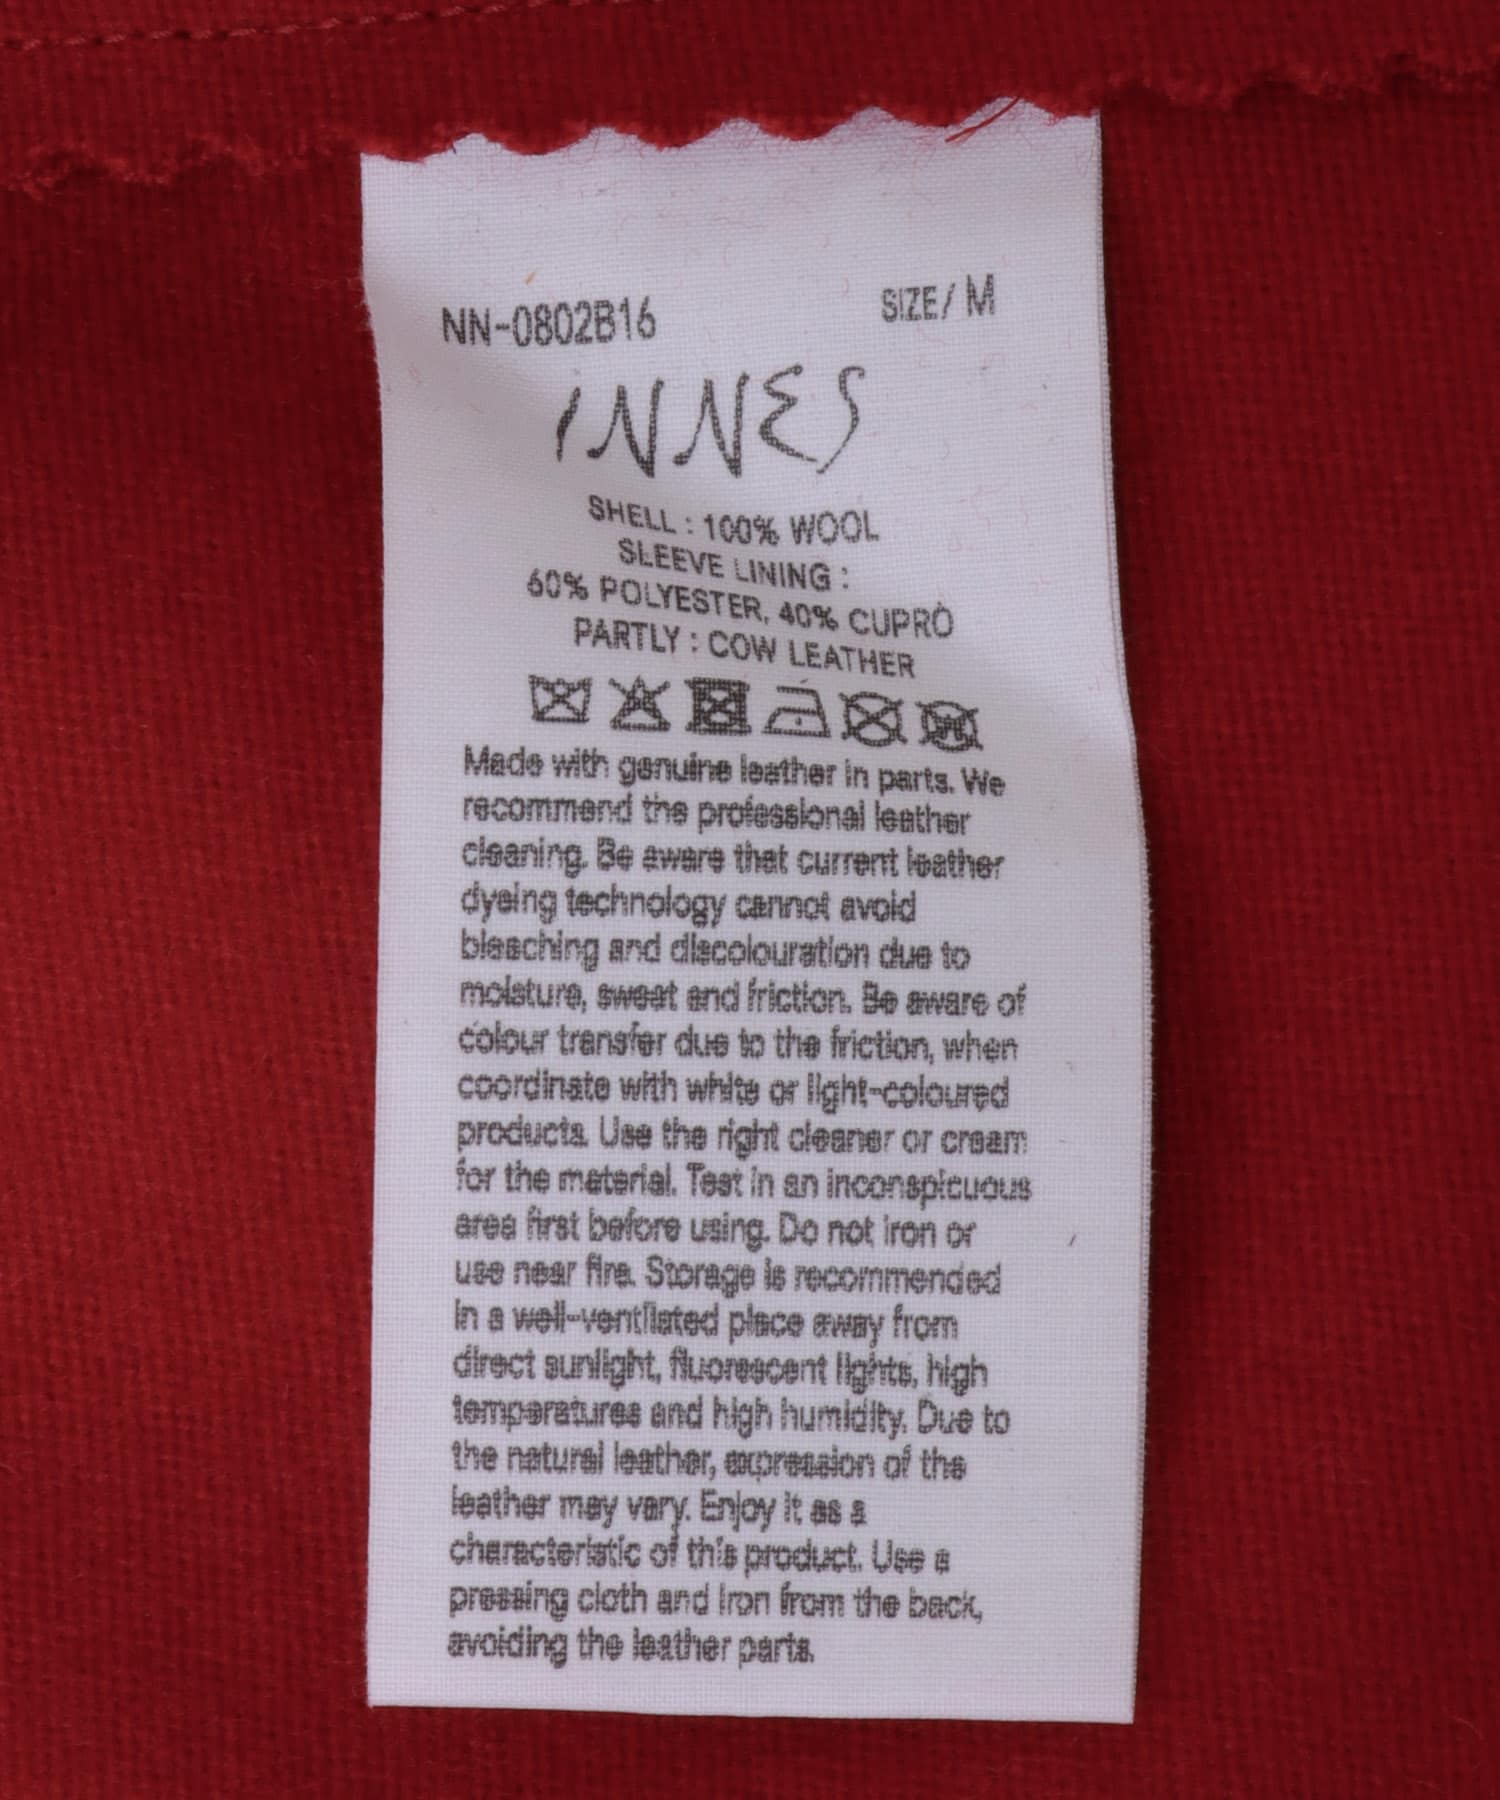 NN-0802B16 SIZE/ M
INNES
SHELL : 100% WOOL
SLEEVE LINING :
60% POLYESTER, 40% CUPRO
PARTLY : COW LEATHER
Made with genuine leather in parts. We
recommend the professional leather
cleaning. Be aware that current leather
dyeing technology cannot avoid
bleaching and discolouration due to
moisture, sweat and friction. Be aware of
colour transfer due to the friction, when
coordinate with white or light-coloured
products. Use the right cleaner or cream
for the material. Test in an inconspicuous
area first before using. Do not iron or
use near fire. Storage is recommended
in a well-ventilated place away from
direct sunlight, fluorescent lights, high
temperatures and high humidity. Due to
the natural leather, expression of the
leather may vary. Enjoy it as a
characteristic of this product. Use a
pressing cloth and iron from the back,
avoiding the leather parts.